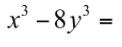 x³ − 8y³ =